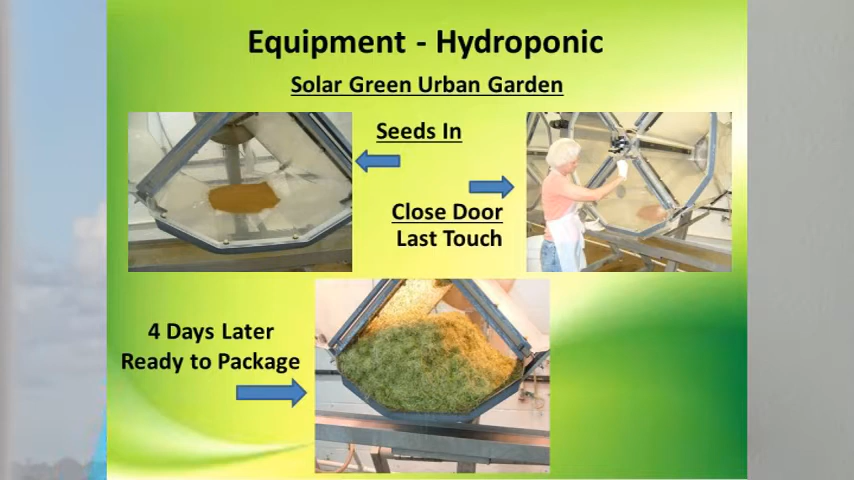 Equipment - Hydroponic
Solar Green Urban Garden
Seeds In
Close Door
Last Touch
4 Days Later
Ready to Package